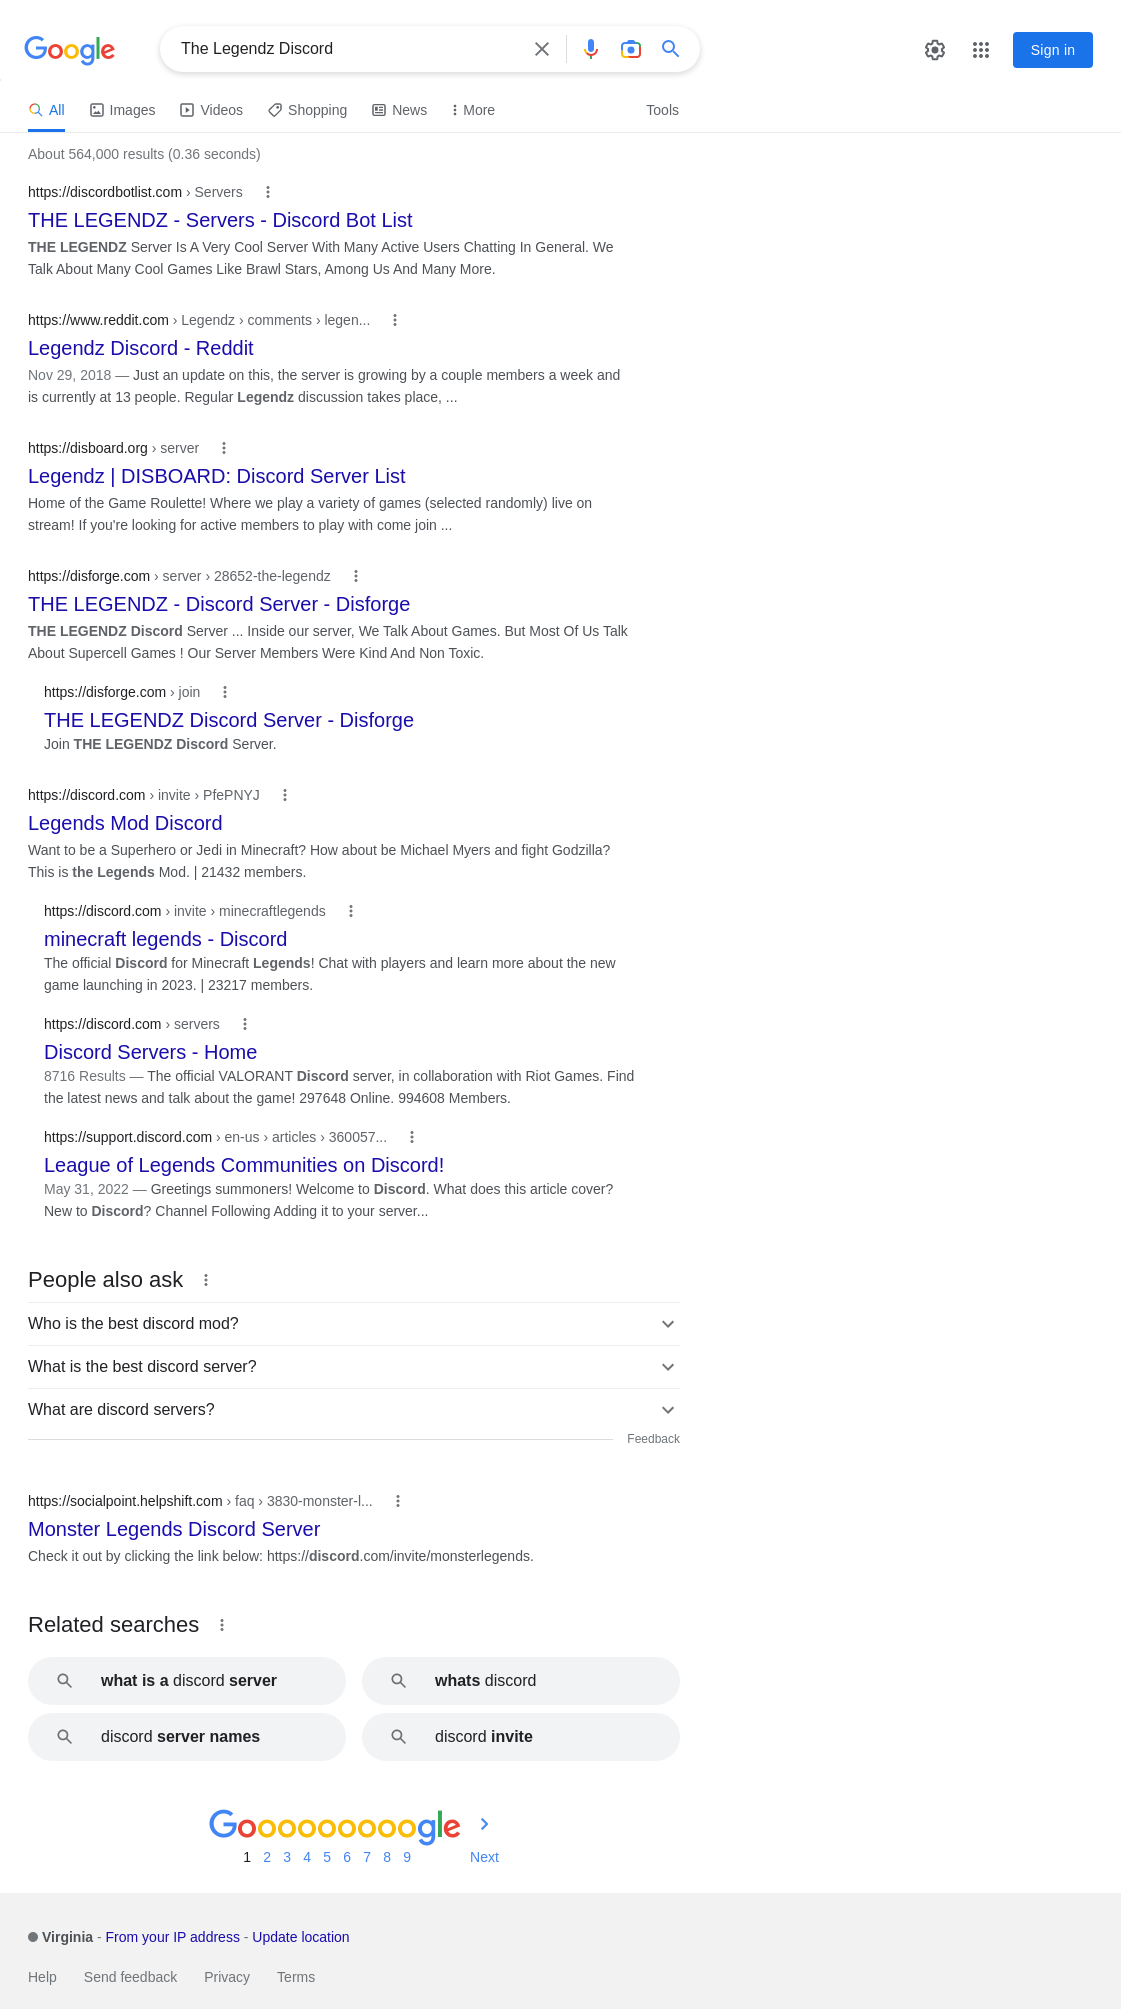 Google
The Legendz Discord
Sign in
All Images Videos Shopping News More Tools
About 564,000 results (0.36 seconds)
https://discordbotlist.com › Servers
THE LEGENDZ - Servers - Discord Bot List
THE LEGENDZ Server Is A Very Cool Server With Many Active Users Chatting In General. We
Talk About Many Cool Games Like Brawl Stars, Among Us And Many More.
https://www.reddit.com › Legendz › comments › legen...
Legendz Discord - Reddit
Nov 29, 2018 — Just an update on this, the server is growing by a couple members a week and
is currently at 13 people. Regular Legendz discussion takes place, ...
https://disboard.org › server
Legendz | DISBOARD: Discord Server List
Home of the Game Roulette! Where we play a variety of games (selected randomly) live on
stream! If you're looking for active members to play with come join ...
https://disforge.com › server › 28652-the-legendz
THE LEGENDZ - Discord Server - Disforge
THE LEGENDZ Discord Server ... Inside our server, We Talk About Games. But Most Of Us Talk
About Supercell Games ! Our Server Members Were Kind And Non Toxic.
https://disforge.com › join
THE LEGENDZ Discord Server - Disforge
Join THE LEGENDZ Discord Server.
https://discord.com › invite › PfePNYJ
Legends Mod Discord
Want to be a Superhero or Jedi in Minecraft? How about be Michael Myers and fight Godzilla?
This is the Legends Mod. | 21432 members.
https://discord.com › invite › minecraftlegends
minecraft legends - Discord
The official Discord for Minecraft Legends! Chat with players and learn more about the new
game launching in 2023. | 23217 members.
https://discord.com › servers
Discord Servers - Home
8716 Results — The official VALORANT Discord server, in collaboration with Riot Games. Find
the latest news and talk about the game! 297648 Online. 994608 Members.
https://support.discord.com › en-us › articles › 360057...
League of Legends Communities on Discord!
May 31, 2022 — Greetings summoners! Welcome to Discord. What does this article cover?
New to Discord? Channel Following Adding it to your server...
People also ask
Who is the best discord mod?
What is the best discord server?
What are discord servers?
Feedback
https://socialpoint.helpshift.com › faq › 3830-monster-l...
Monster Legends Discord Server
Check it out by clicking the link below: https://discord.com/invite/monsterlegends.
Related searches
what is a discord server
whats discord
discord server names
discord invite
Gooooooooogle
1 2 3 4 5 6 7 8 9 Next
Virginia - From your IP address - Update location
Help Send feedback Privacy Terms